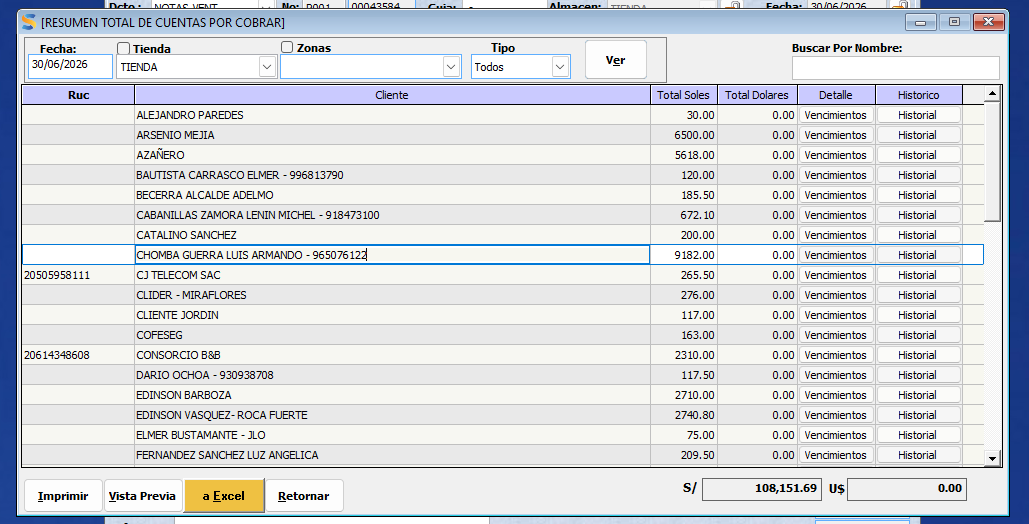 Dcto : NOTAS VENT No: P001 00043584 Guia: Almacen: TIENDA Fecha: 30/06/2026
[RESUMEN TOTAL DE CUENTAS POR COBRAR]
Fecha: Tienda Zonas Tipo Buscar Por Nombre:
30/06/2026 TIENDA Todos Ver
Ruc Cliente Total Soles Total Dolares Detalle Historico
ALEJANDRO PAREDES 30.00 0.00 Vencimientos Historial
ARSENIO MEJIA 6500.00 0.00 Vencimientos Historial
AZAÑERO 5618.00 0.00 Vencimientos Historial
BAUTISTA CARRASCO ELMER - 996813790 120.00 0.00 Vencimientos Historial
BECERRA ALCALDE ADELMO 185.50 0.00 Vencimientos Historial
CABANILLAS ZAMORA LENIN MICHEL - 918473100 672.10 0.00 Vencimientos Historial
CATALINO SANCHEZ 200.00 0.00 Vencimientos Historial
CHOMBA GUERRA LUIS ARMANDO - 965076122 9182.00 0.00 Vencimientos Historial
20505958111 CJ TELECOM SAC 265.50 0.00 Vencimientos Historial
CLIDER - MIRAFLORES 276.00 0.00 Vencimientos Historial
CLIENTE JORDIN 117.00 0.00 Vencimientos Historial
COFESEG 163.00 0.00 Vencimientos Historial
20614348608 CONSORCIO B&B 2310.00 0.00 Vencimientos Historial
DARIO OCHOA - 930938708 117.50 0.00 Vencimientos Historial
EDINSON BARBOZA 2710.00 0.00 Vencimientos Historial
EDINSON VASQUEZ- ROCA FUERTE 2740.80 0.00 Vencimientos Historial
ELMER BUSTAMANTE - JLO 75.00 0.00 Vencimientos Historial
FERNANDEZ SANCHEZ LUZ ANGELICA 209.50 0.00 Vencimientos Historial
Imprimir Vista Previa a Excel Retornar S/ 108,151.69 U$ 0.00